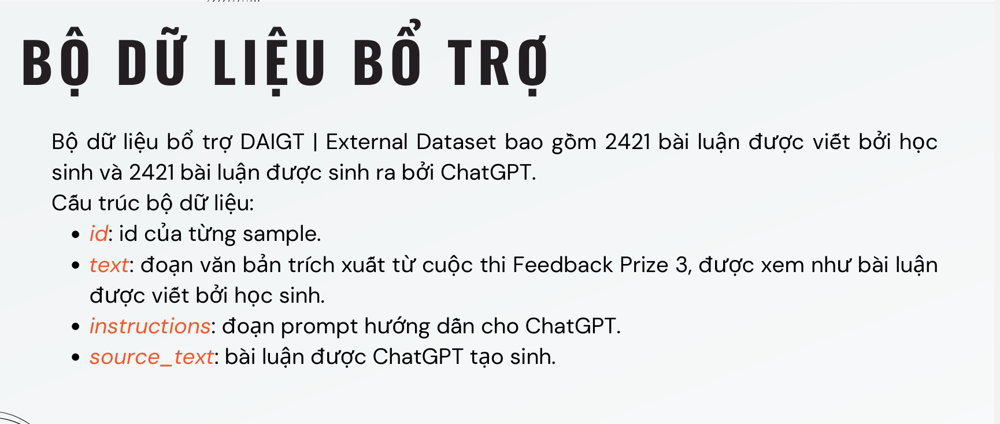 BỘ DỮ LIỆU BỔ TRỢ
Bộ dữ liệu bổ trợ DAIGT | External Dataset bao gồm 2421 bài luận được viết bởi học
sinh và 2421 bài luận được sinh ra bởi ChatGPT.
Cấu trúc bộ dữ liệu:
• id: id của từng sample.
• text: đoạn văn bản trích xuất từ cuộc thi Feedback Prize 3, được xem như bài luận
được viết bởi học sinh.
• instructions: đoạn prompt hướng dẫn cho ChatGPT.
• source_text: bài luận được ChatGPT tạo sinh.